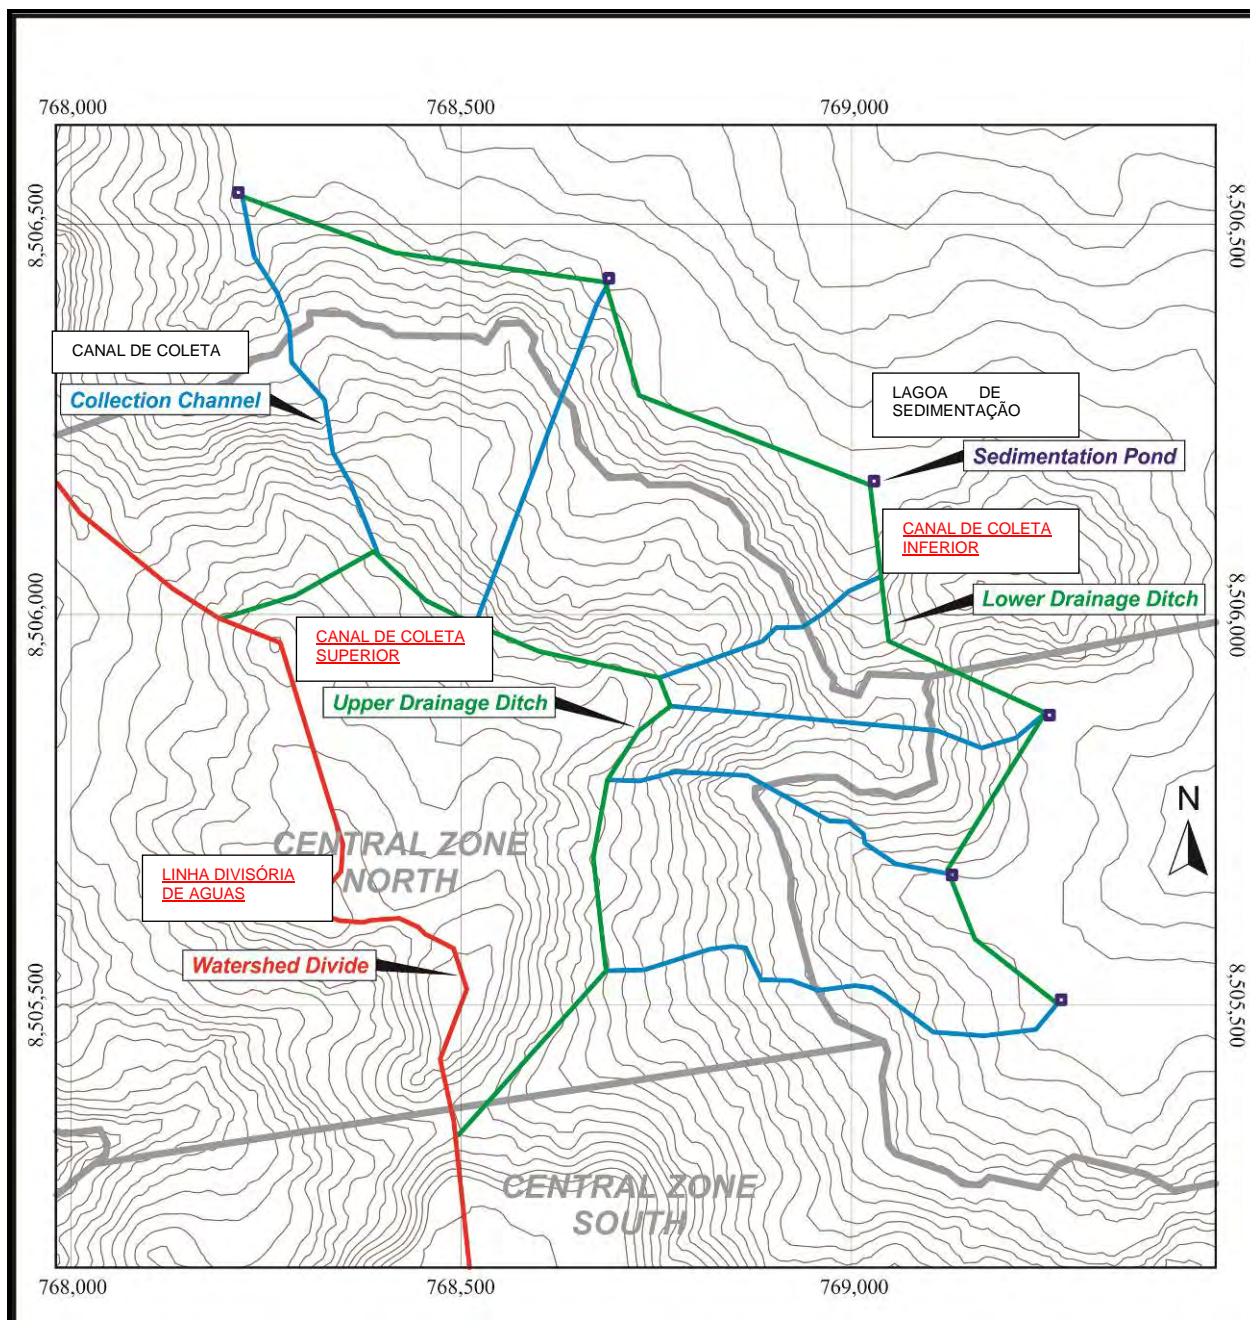 768,000
768,500
769,000
8,506,500
8,506,500
CANAL DE COLETA
Collection Channel
LAGOA DE
SEDIMENTAÇÃO
Sedimentation Pond
CANAL DE COLETA
INFERIOR
Lower Drainage Ditch
8,506,000
8,506,000
CANAL DE COLETA
SUPERIOR
Upper Drainage Ditch
N
CENTRAL ZONE
NORTH
LINHA DIVISÓRIA
DE AGUAS
Watershed Divide
8,505,500
8,505,500
CENTRAL ZONE
SOUTH
768,000
768,500
769,000